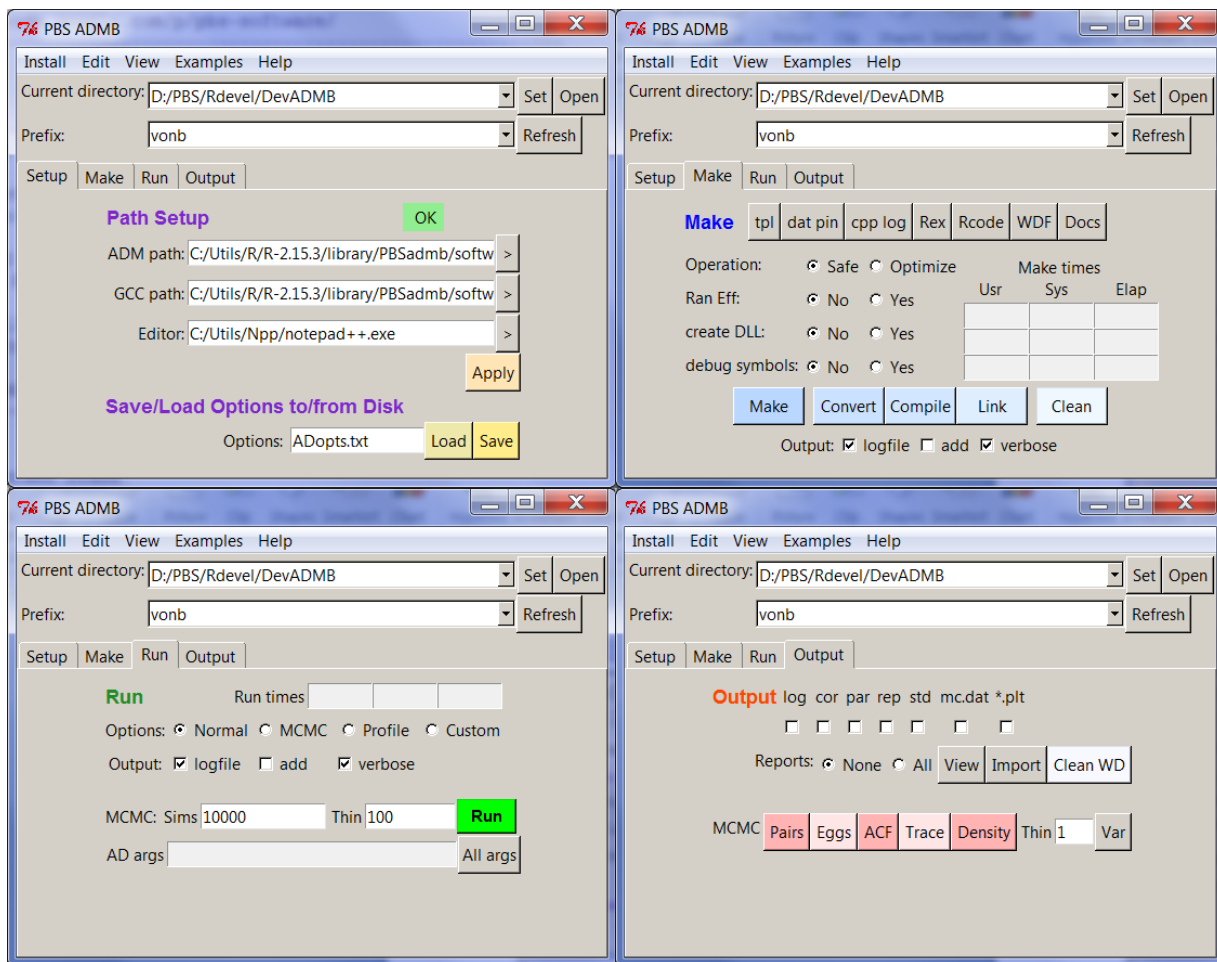 PBS ADMB
Install Edit View Examples Help
Current directory: D:/PBS/Rdevel/DevADMB Set Open
Prefix: vonb Refresh
Setup Make Run Output
Path Setup OK
ADM path: C:/Utils/R/R-2.15.3/library/PBSadmb/softw >
GCC path: C:/Utils/R/R-2.15.3/library/PBSadmb/softw >
Editor: C:/Utils/Npp/notepad++.exe >
Apply
Save/Load Options to/from Disk
Options: ADopts.txt Load Save
PBS ADMB
Install Edit View Examples Help
Current directory: D:/PBS/Rdevel/DevADMB Set Open
Prefix: vonb Refresh
Setup Make Run Output
Make tpl dat pin cpp log Rex Rcode WDF Docs
Operation: Safe Optimize Make times
Usr Sys Elap
Ran Eff: No Yes
create DLL: No Yes
debug symbols: No Yes
Make Convert Compile Link Clean
Output: logfile add verbose
PBS ADMB
Install Edit View Examples Help
Current directory: D:/PBS/Rdevel/DevADMB Set Open
Prefix: vonb Refresh
Setup Make Run Output
Run Run times
Options: Normal MCMC Profile Custom
Output: logfile add verbose
MCMC: Sims 10000 Thin 100 Run
AD args All args
PBS ADMB
Install Edit View Examples Help
Current directory: D:/PBS/Rdevel/DevADMB Set Open
Prefix: vonb Refresh
Setup Make Run Output
Output log cor par rep std mc.dat *.plt
Reports: None All View Import Clean WD
MCMC Pairs Eggs ACF Trace Density Thin 1 Var